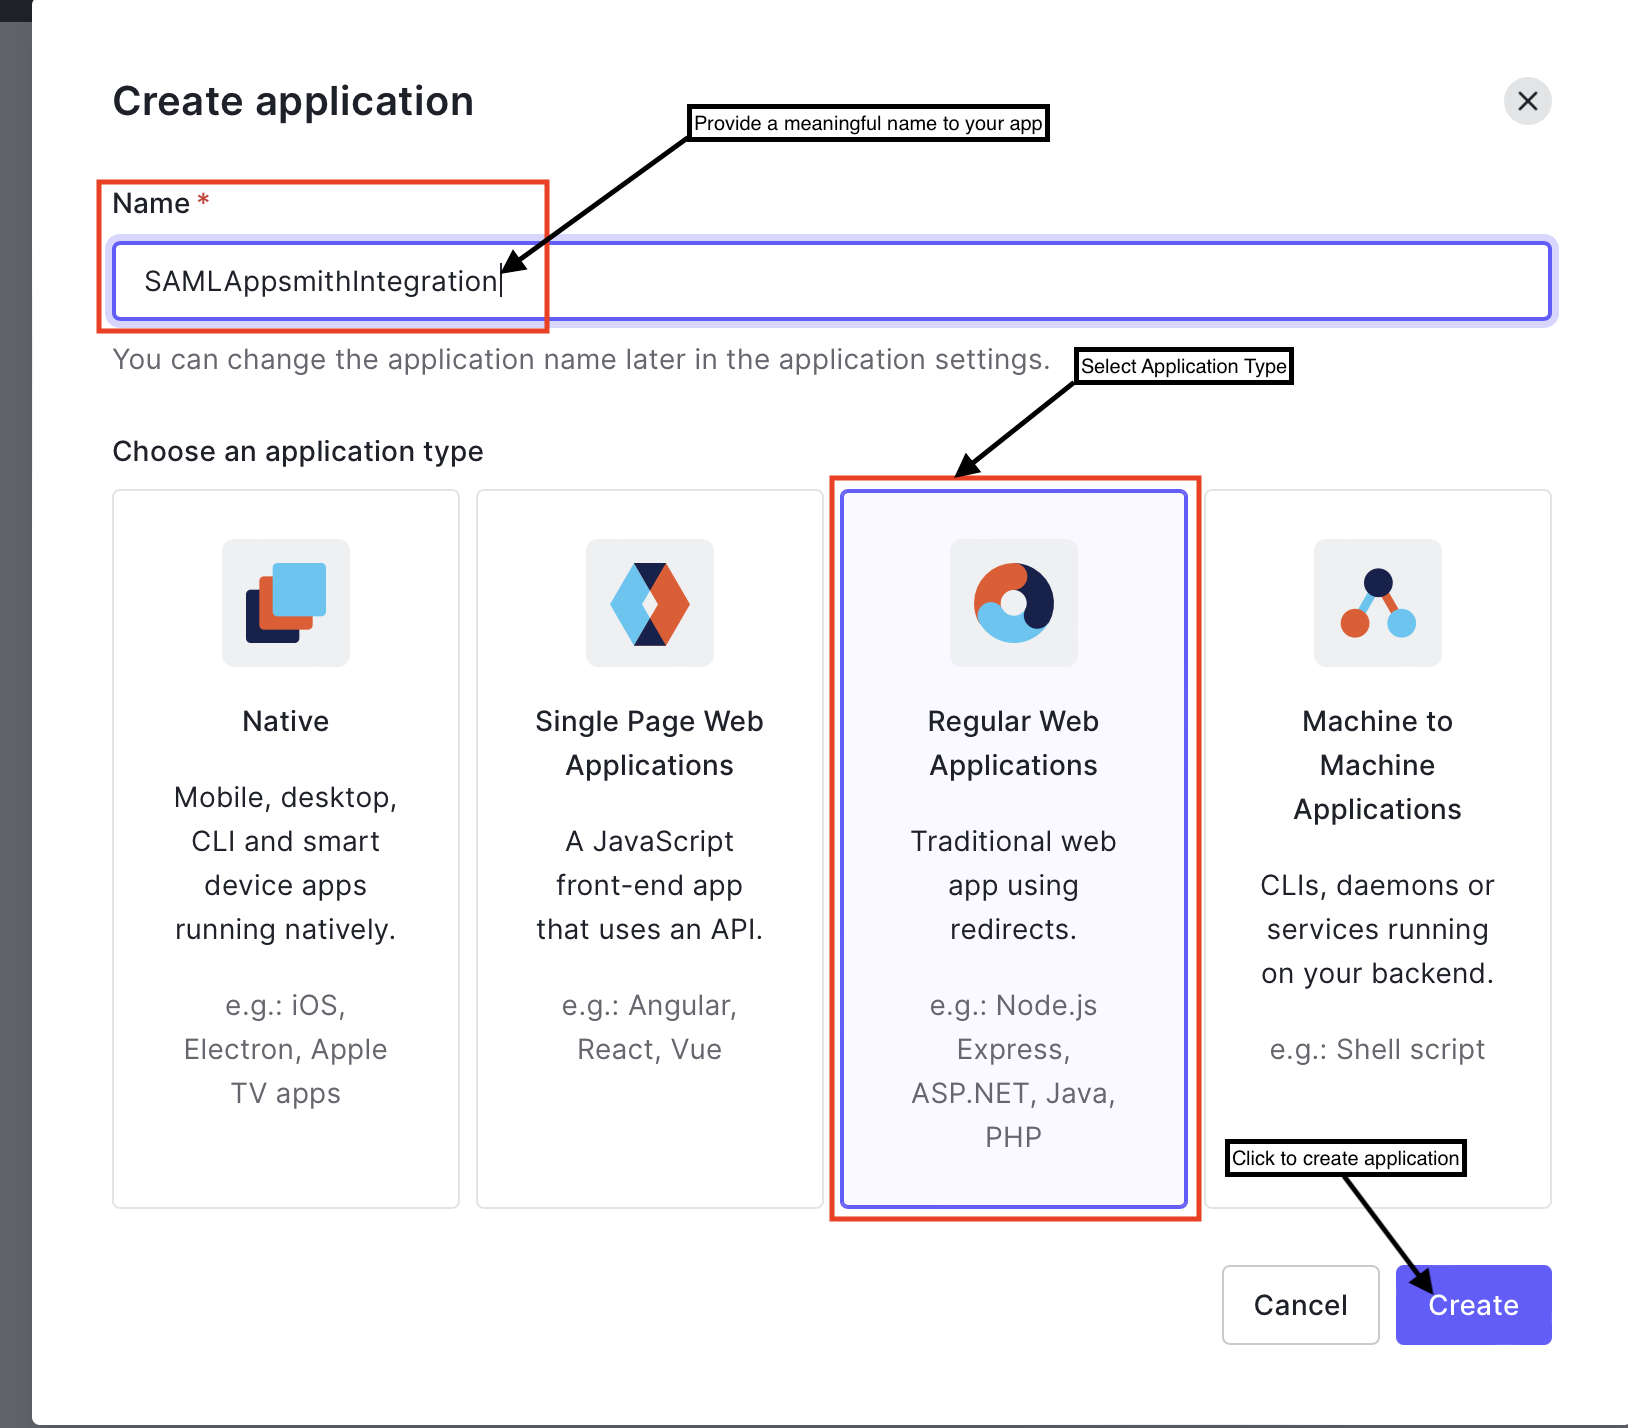 Create application
Provide a meaningful name to your app
Name *
SAMLAppsmithIntegration
You can change the application name later in the application settings.
Select Application Type
Choose an application type
Native
Mobile, desktop,
CLI and smart
device apps
running natively.
e.g.: iOS,
Electron, Apple
TV apps
Single Page Web
Applications
A JavaScript
front-end app
that uses an API.
e.g.: Angular,
React, Vue
Regular Web
Applications
Traditional web
app using
redirects.
e.g.: Node.js
Express,
ASP.NET, Java,
PHP
Machine to
Machine
Applications
CLIs, daemons or
services running
on your backend.
e.g.: Shell script
Click to create application
Cancel
Create